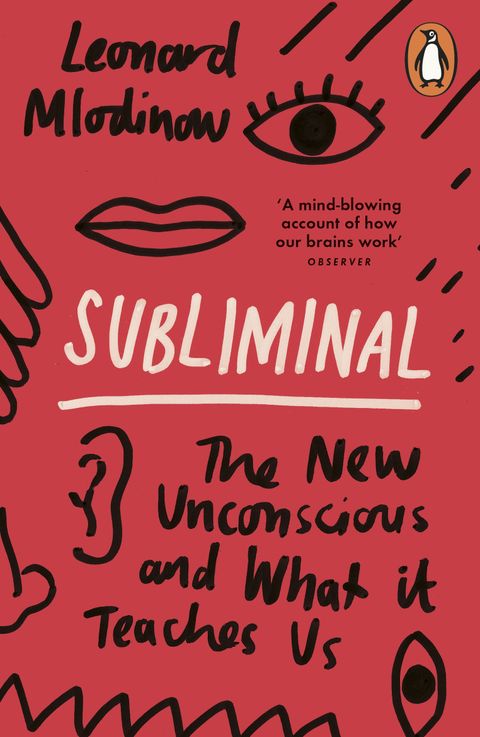 Leonard
Mlodinow
'A mind-blowing
account of how
our brains work'
OBSERVER
SUBLIMINAL
The New
Unconscious
and What it
Teaches Us